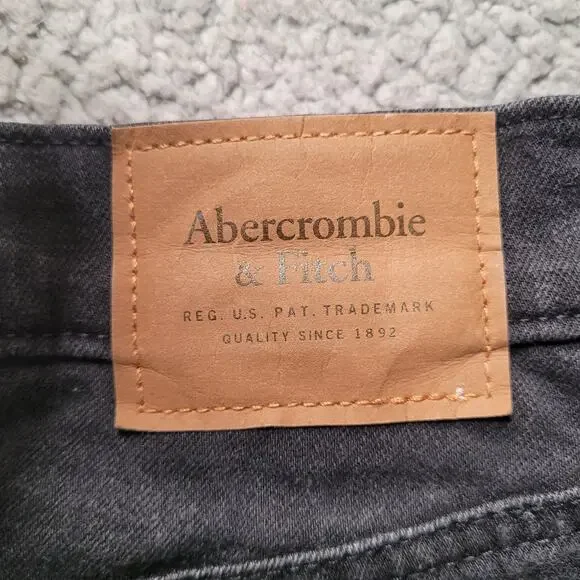 Abercrombie
& Fitch
REG. U.S. PAT. TRADEMARK
QUALITY SINCE 1892